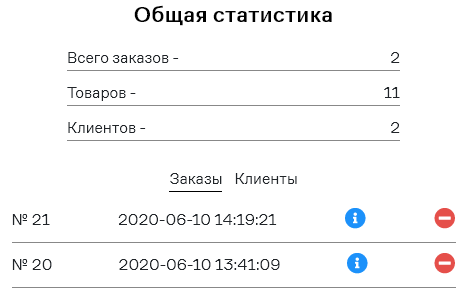 Общая статистика
Всего заказов - 2
Товаров - 11
Клиентов - 2
Заказы Клиенты
№ 21 2020-06-10 14:19:21
№ 20 2020-06-10 13:41:09